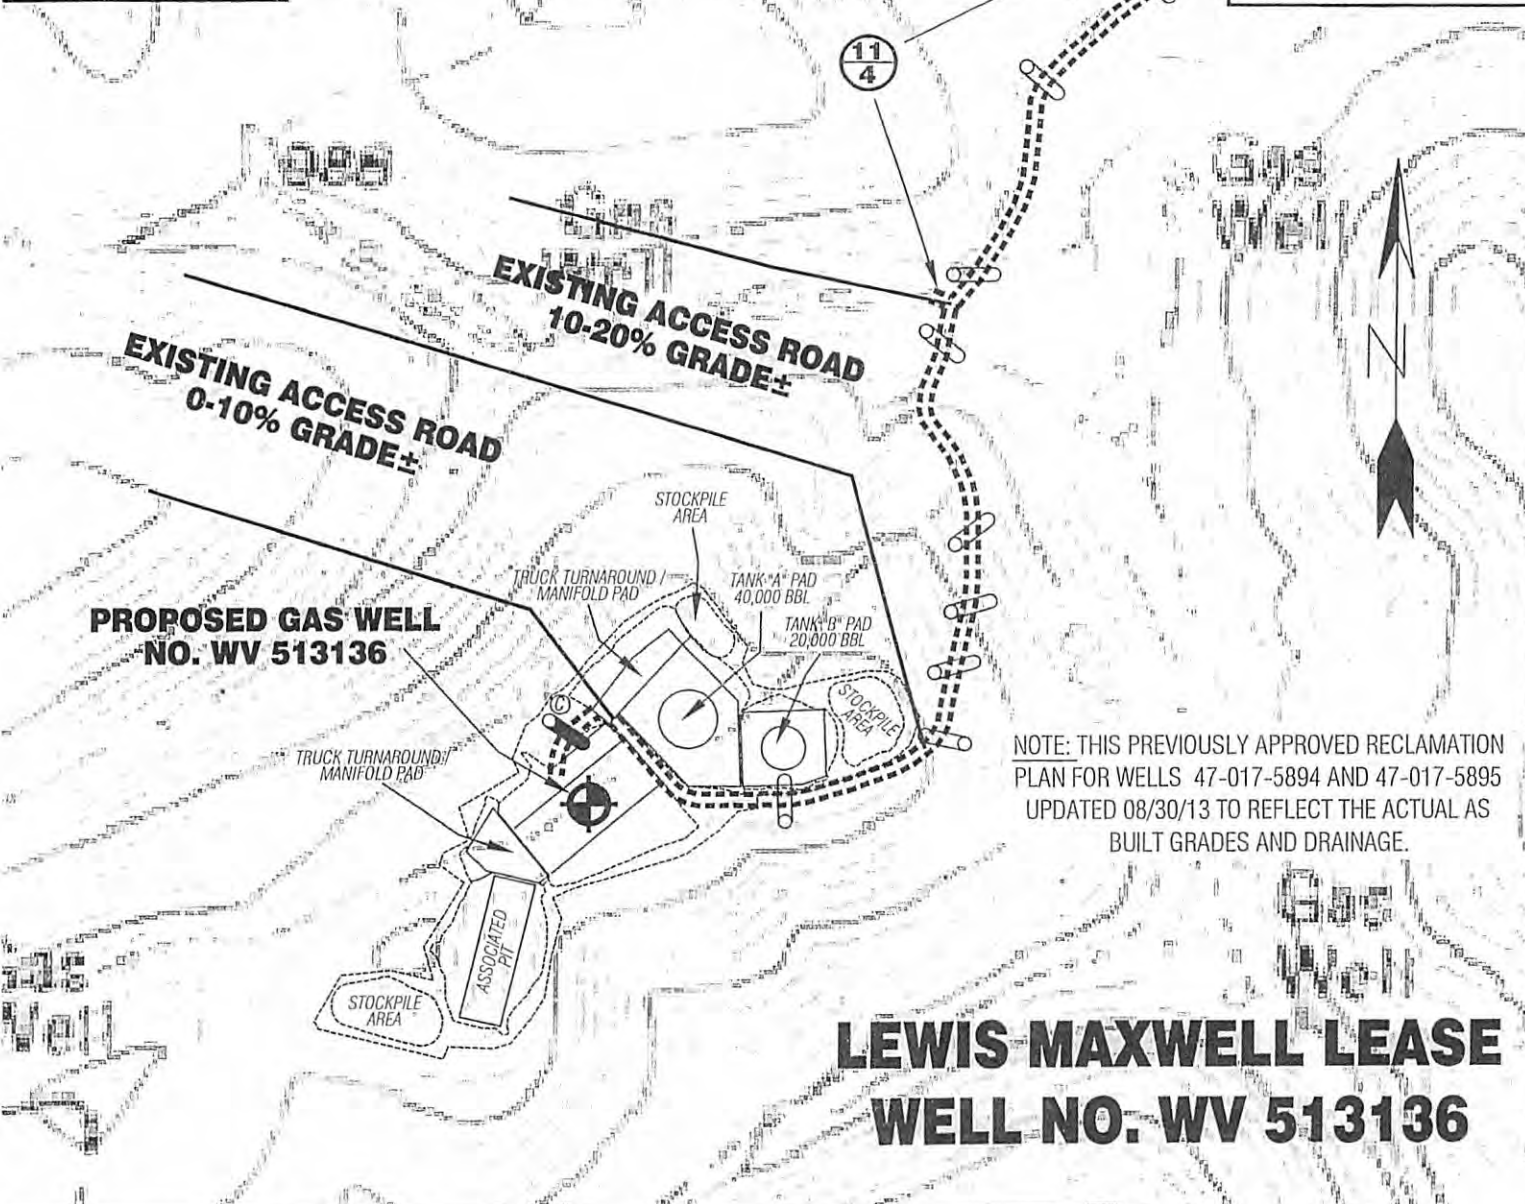 11
4
EXISTING ACCESS ROAD
10-20% GRADE±
EXISTING ACCESS ROAD
0-10% GRADE±
N
STOCKPILE
AREA
TRUCK TURNAROUND /
MANIFOLD PAD
TANK "A" PAD
40,000 BBL
TANK "B" PAD
20,000 BBL
PROPOSED GAS WELL
NO. WV 513136
STOCKPILE
AREA
C
TRUCK TURNAROUND /
MANIFOLD PAD
NOTE: THIS PREVIOUSLY APPROVED RECLAMATION
PLAN FOR WELLS 47-017-5894 AND 47-017-5895
UPDATED 08/30/13 TO REFLECT THE ACTUAL AS
BUILT GRADES AND DRAINAGE.
ASSOCIATED
PIT
STOCKPILE
AREA
LEWIS MAXWELL LEASE
WELL NO. WV 513136